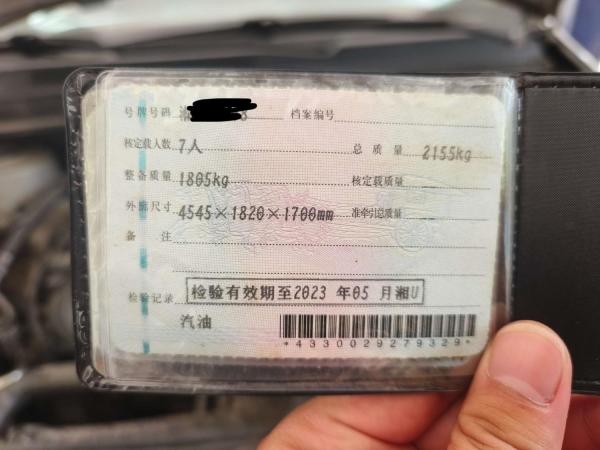 号牌号码 湘 8 档案编号
核定载人数 7人 总质量 2155kg
整备质量 1805kg 核定载质量
外廓尺寸 4545×1820×1700mm 准牵引总质量
备注
检验记录 检验有效期至2023 年05 月湘U
汽油
*4330029279329*